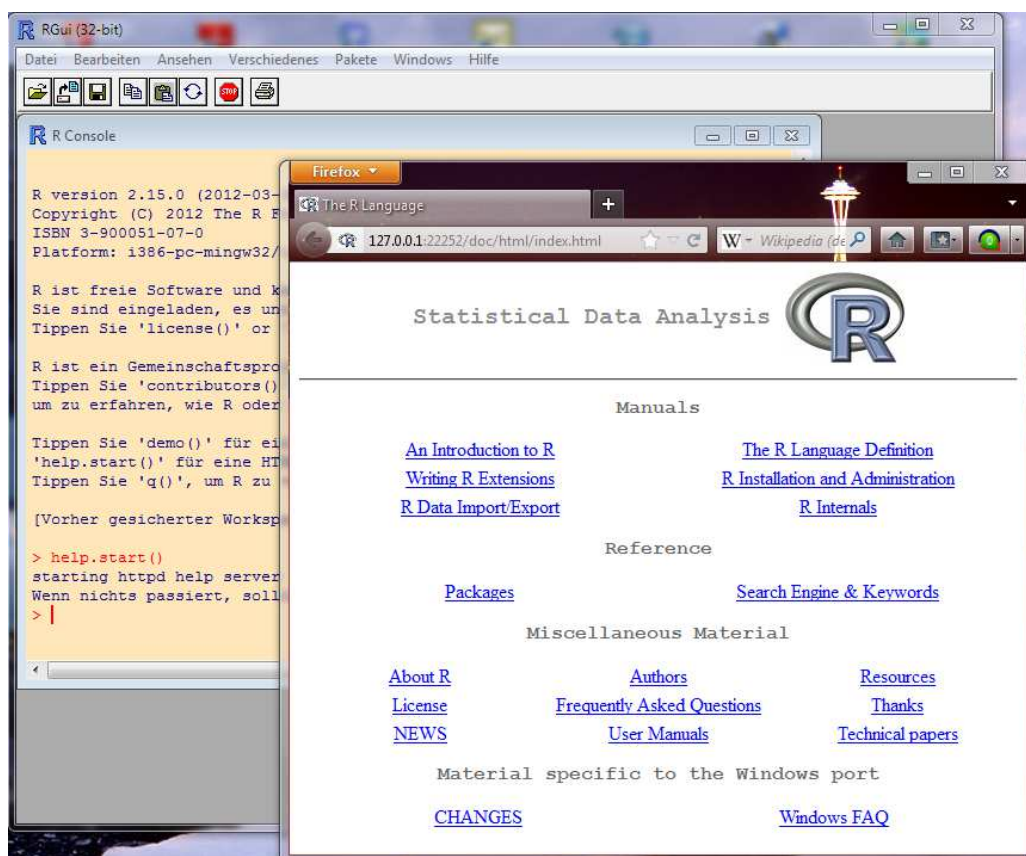 RGui (32-bit)
Datei Bearbeiten Ansehen Verschiedenes Pakete Windows Hilfe
STOP
R Console
R version 2.15.0 (2012-03-
Copyright (C) 2012 The R F
ISBN 3-900051-07-0
Platform: i386-pc-mingw32/
R ist freie Software und k
Sie sind eingeladen, es un
Tippen Sie 'license()' or
R ist ein Gemeinschaftspro
Tippen Sie 'contributors()
um zu erfahren, wie R oder
Tippen Sie 'demo()' für ei
'help.start()' für eine HT
Tippen Sie 'q()', um R zu
[Vorher gesicherter Worksp
> help.start()
starting httpd help server
Wenn nichts passiert, soll
>
Firefox
The R Language
127.0.0.1:22252/doc/html/index.html W Wikipedia (de
Statistical Data Analysis R
Manuals
An Introduction to R The R Language Definition
Writing R Extensions R Installation and Administration
R Data Import/Export R Internals
Reference
Packages Search Engine & Keywords
Miscellaneous Material
About R Authors Resources
License Frequently Asked Questions Thanks
NEWS User Manuals Technical papers
Material specific to the Windows port
CHANGES Windows FAQ